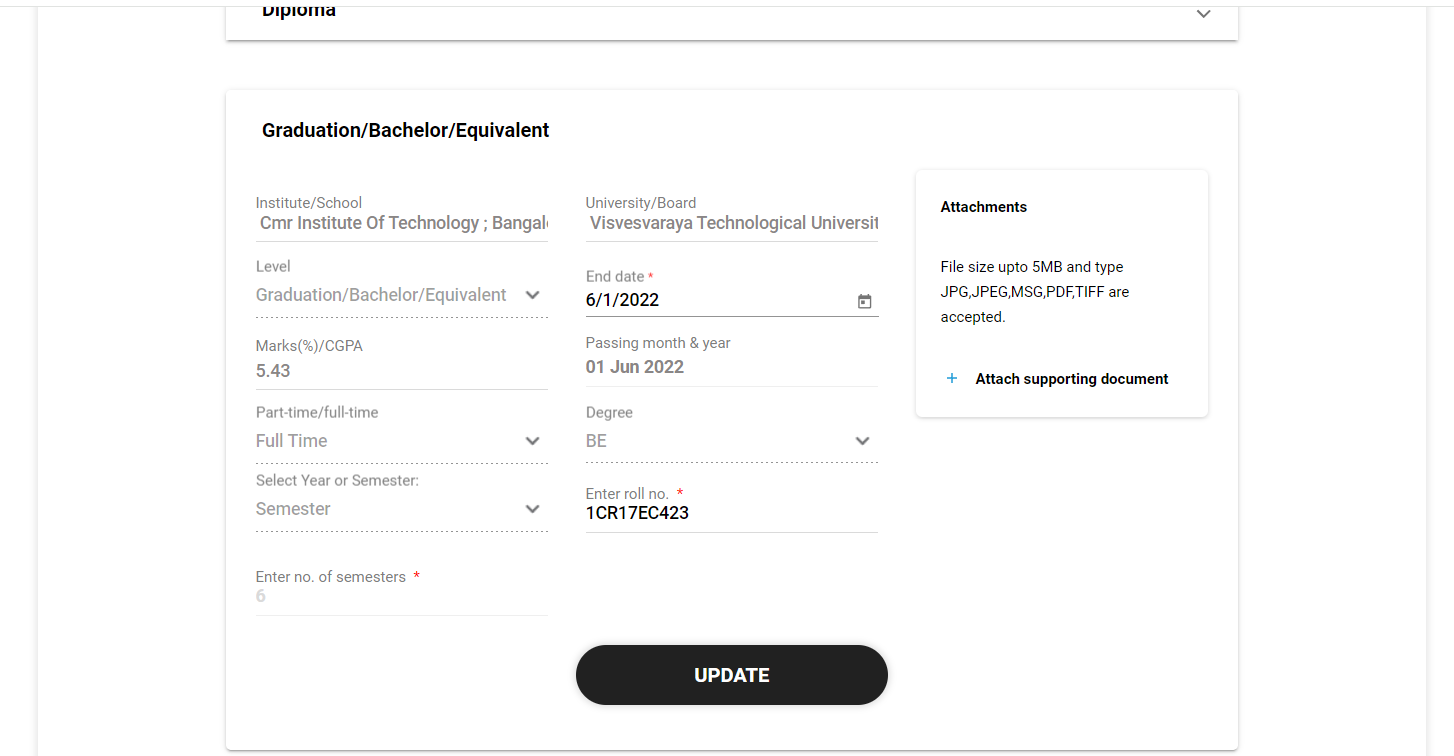 Diploma
Graduation/Bachelor/Equivalent
Institute/School
Cmr Institute Of Technology ; Bangal
University/Board
Visvesvaraya Technological Universit
Level
Graduation/Bachelor/Equivalent
End date *
6/1/2022
Marks(%)/CGPA
5.43
Passing month & year
01 Jun 2022
Part-time/full-time
Full Time
Degree
BE
Select Year or Semester:
Semester
Enter roll no. *
1CR17EC423
Enter no. of semesters *
6
Attachments
File size upto 5MB and type
JPG,JPEG,MSG,PDF,TIFF are
accepted.
+ Attach supporting document
UPDATE